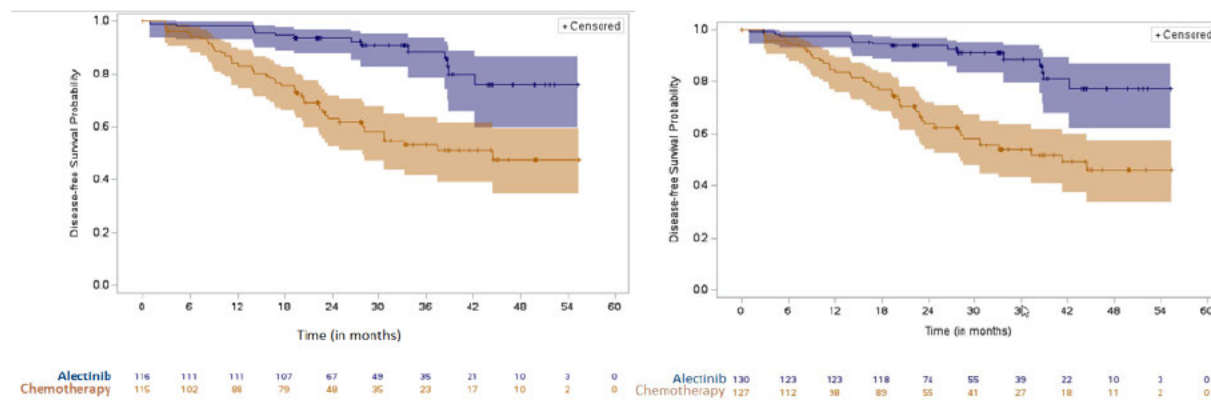 + Censored
Disease-free Survival Probability
1.0
0.8
0.6
0.4
0.2
0.0
0 6 12 18 24 30 36 42 48 54 60
Time (in months)
Alectinib 116 111 111 107 67 49 35 21 10 3 0
Chemotherapy 115 102 88 79 48 35 23 17 10 2 0
+ Censored
Disease-free Survival Probability
1.0
0.8
0.6
0.4
0.2
0.0
0 6 12 18 24 30 42 48 54 60
Time (in months)
Alectinib 130 123 123 118 74 55 39 22 10 3 0
Chemotherapy 127 112 98 89 55 41 27 18 11 2 0